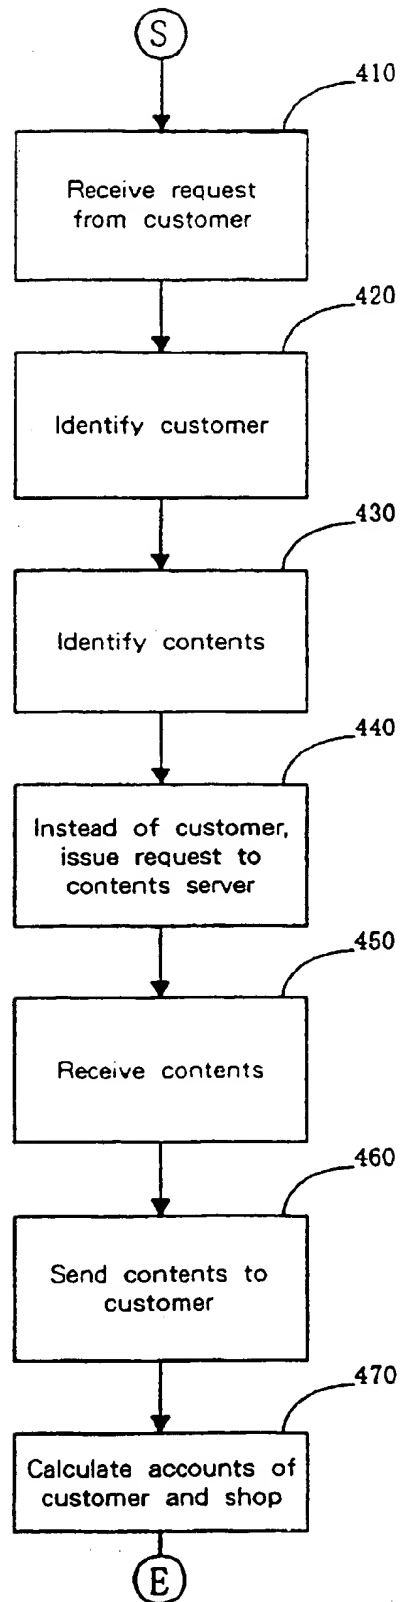 S
410
Receive request
from customer
420
Identify customer
430
Identify contents
440
Instead of customer,
issue request to
contents server
450
Receive contents
460
Send contents to
customer
470
Calculate accounts of
customer and shop
E